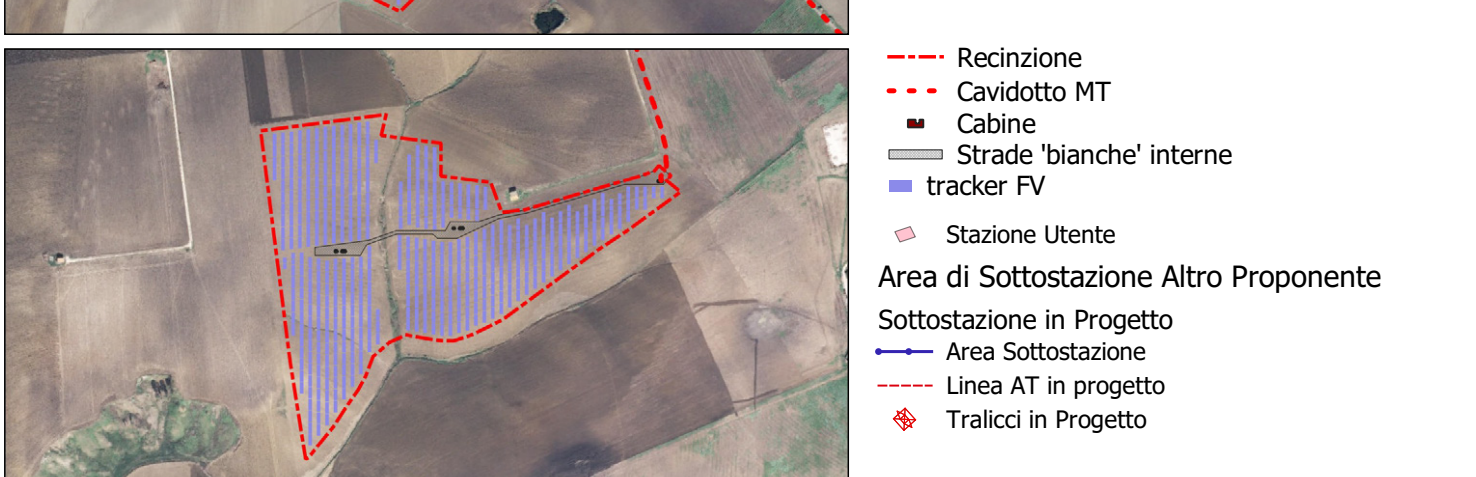 Recinzione
Cavidotto MT
Cabine
Strade 'bianche' interne
tracker FV
Stazione Utente
Area di Sottostazione Altro Proponente
Sottostazione in Progetto
Area Sottostazione
Linea AT in progetto
Tralicci in Progetto